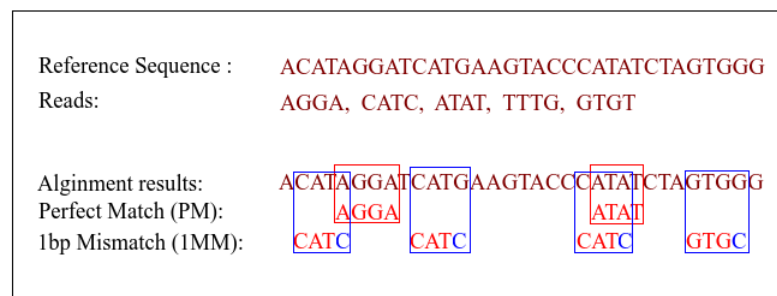 Reference Sequence : ACATAGGATCATGAAGTACCCATATCTAGTGGG
Reads: AGGA, CATC, ATAT, TTTG, GTGT
Alginment results: ACATAGGATCATGAAGTACCCATATCTAGTGGG
Perfect Match (PM): AGGA ATAT
1bp Mismatch (1MM): CATC CATC CATC GTGC